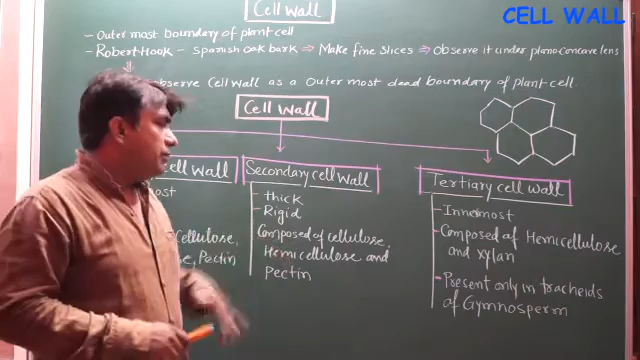 Cell Wall
CELL WALL
- Outer most boundary of plant cell
- Robert Hook - Spanish oak bark ⇒ Make fine slices ⇒ observe it under plano concave lens
observe Cell Wall as a outer most dead boundary of plant cell.
Cell Wall
Cell Wall
most
Cellulose,
Pectin
Secondary cell Wall
- thick
- Rigid
- Composed of cellulose,
Hemicellulose and
Pectin
Tertiary cell Wall
- Innermost
- Composed of Hemicellulose
and xylan
- Present only in tracheids
of Gymnosperm